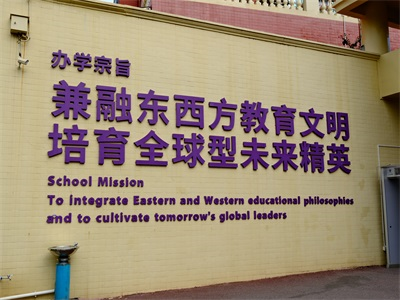 办学宗旨
兼融东西方教育文明
培育全球型未来精英
School Mission
To integrate Eastern and Western educational philosophies
and to cultivate tomorrow's global leaders